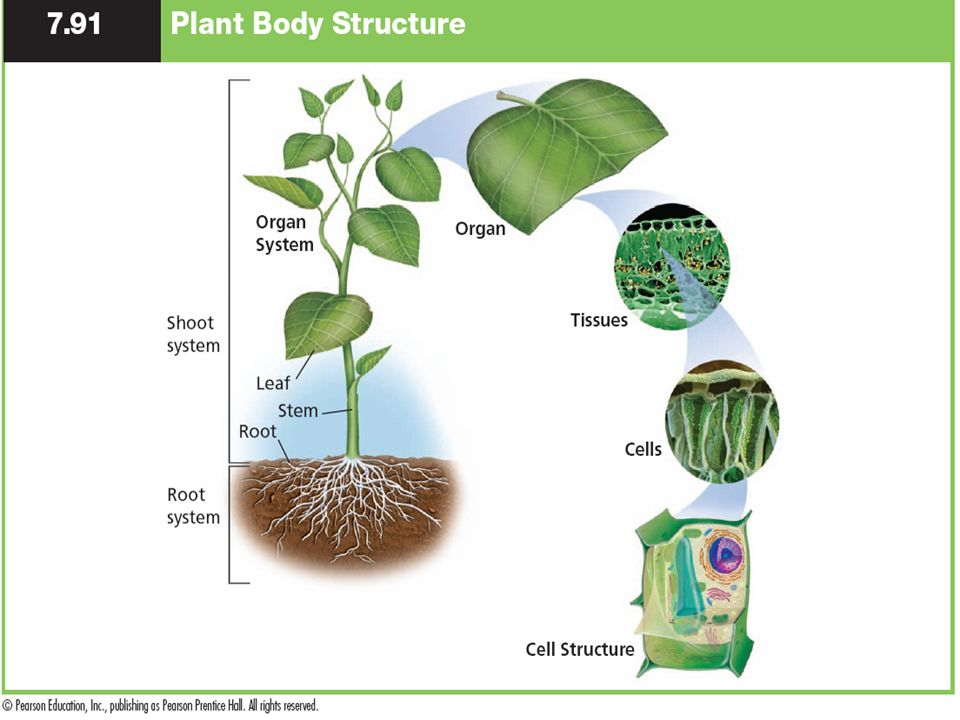 7.91 Plant Body Structure
Organ
System
Organ
Tissues
Shoot
system
Leaf
Stem
Root
Cells
Root
system
Cell Structure
© Pearson Education, Inc., publishing as Pearson Prentice Hall. All rights reserved.